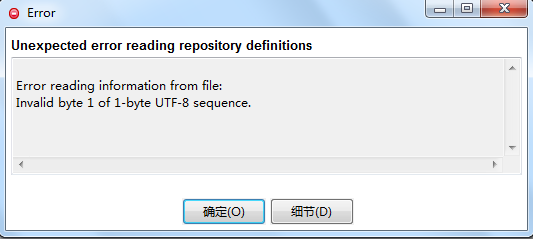 Error
Unexpected error reading repository definitions
Error reading information from file:
Invalid byte 1 of 1-byte UTF-8 sequence.
确定(O)
细节(D)